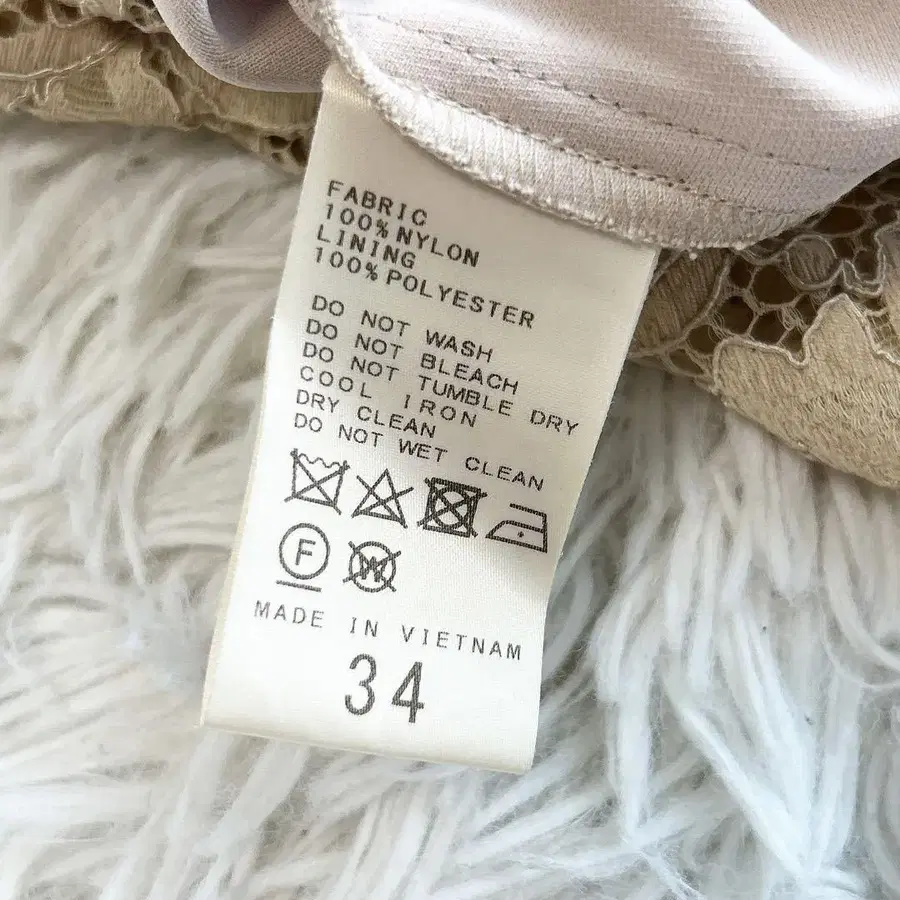 FABRIC
100%NYLON
LINING
100%POLYESTER
DO NOT WASH
DO NOT BLEACH
DO NOT TUMBLE DRY
COOL IRON
DRY CLEAN
DO NOT WET CLEAN
F W
MADE IN VIETNAM
34